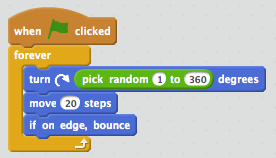 when clicked
forever
turn pick random 1 to 360 degrees
move 20 steps
if on edge, bounce